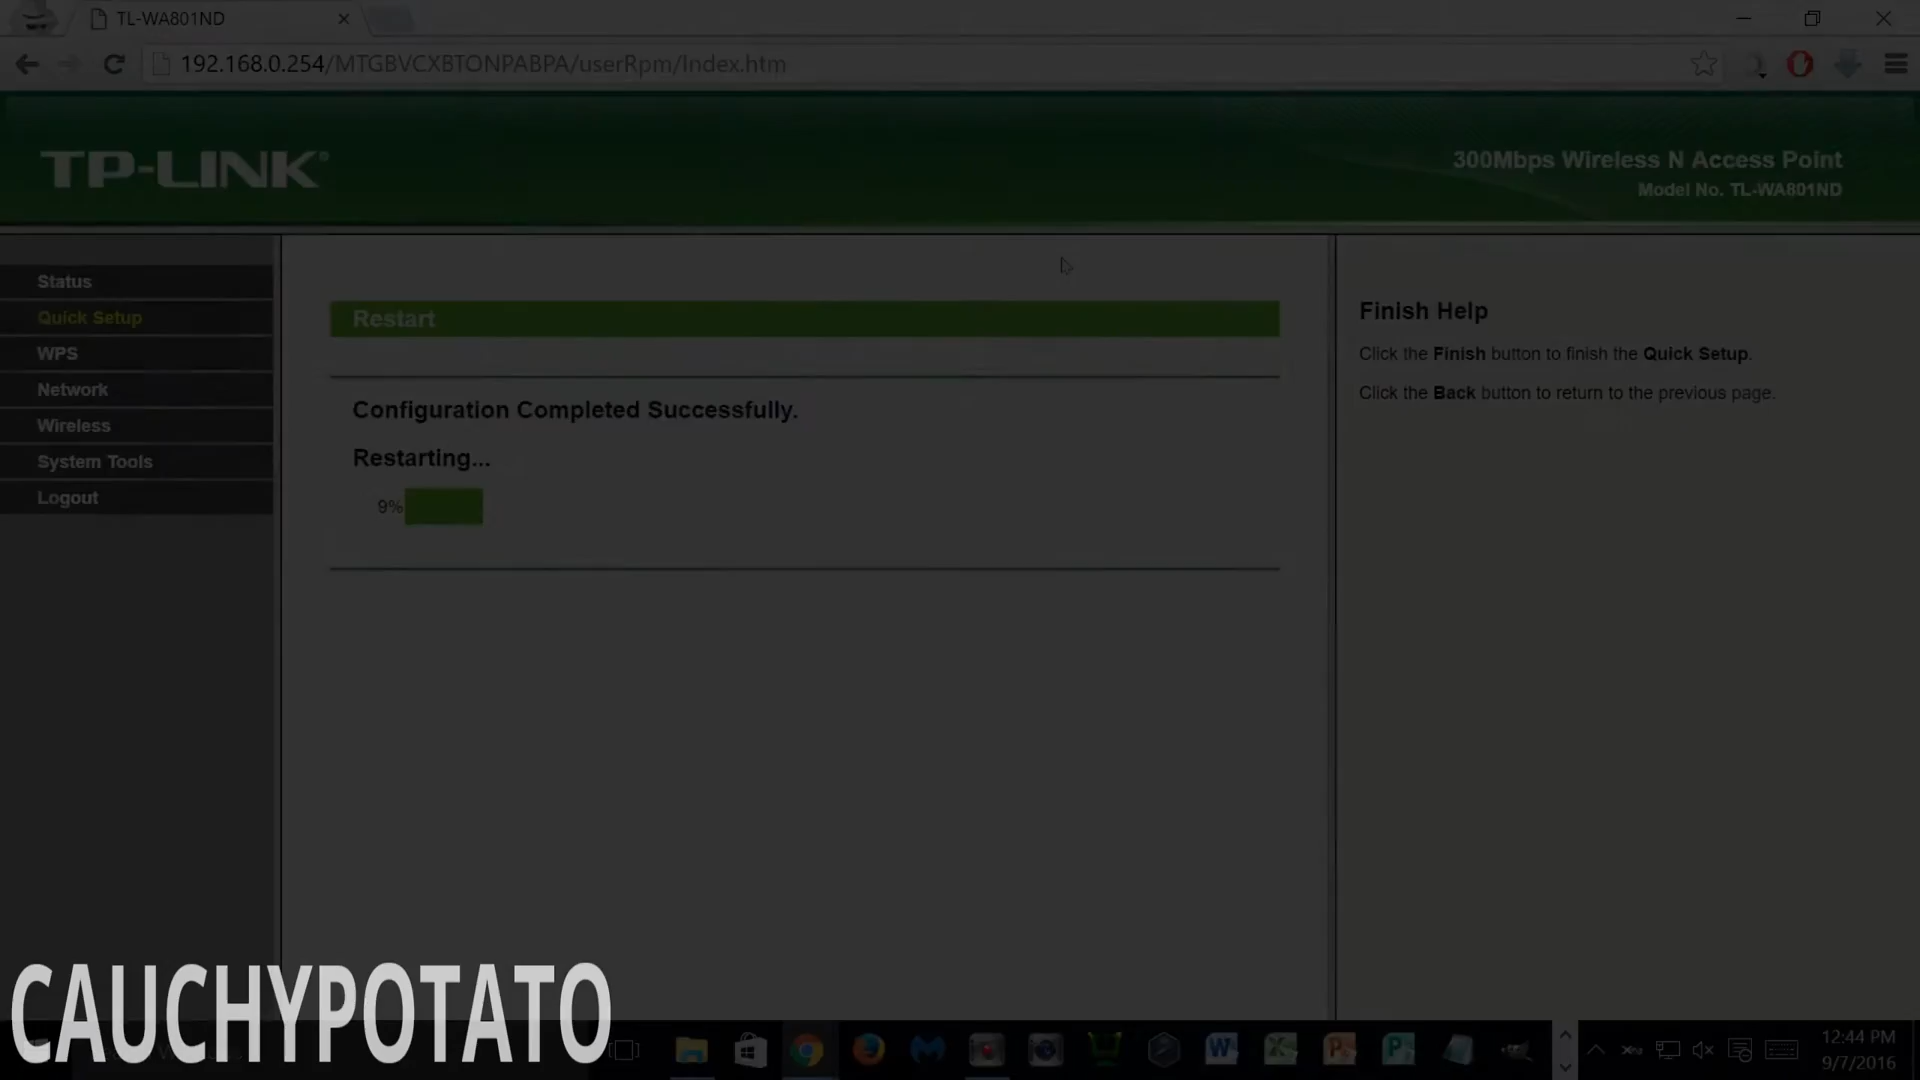 TL-WA801ND
192.168.0.254/MTGBVCXBTONPABPA/userRpm/Index.htm
TP-LINK®
300Mbps Wireless N Access Point
Model No. TL-WA801ND
Status
Quick Setup
WPS
Network
Wireless
System Tools
Logout
Restart
Configuration Completed Successfully.
Restarting...
9%
Finish Help
Click the Finish button to finish the Quick Setup.
Click the Back button to return to the previous page.
CAUCHYPOTATO
12:44 PM
9/7/2016